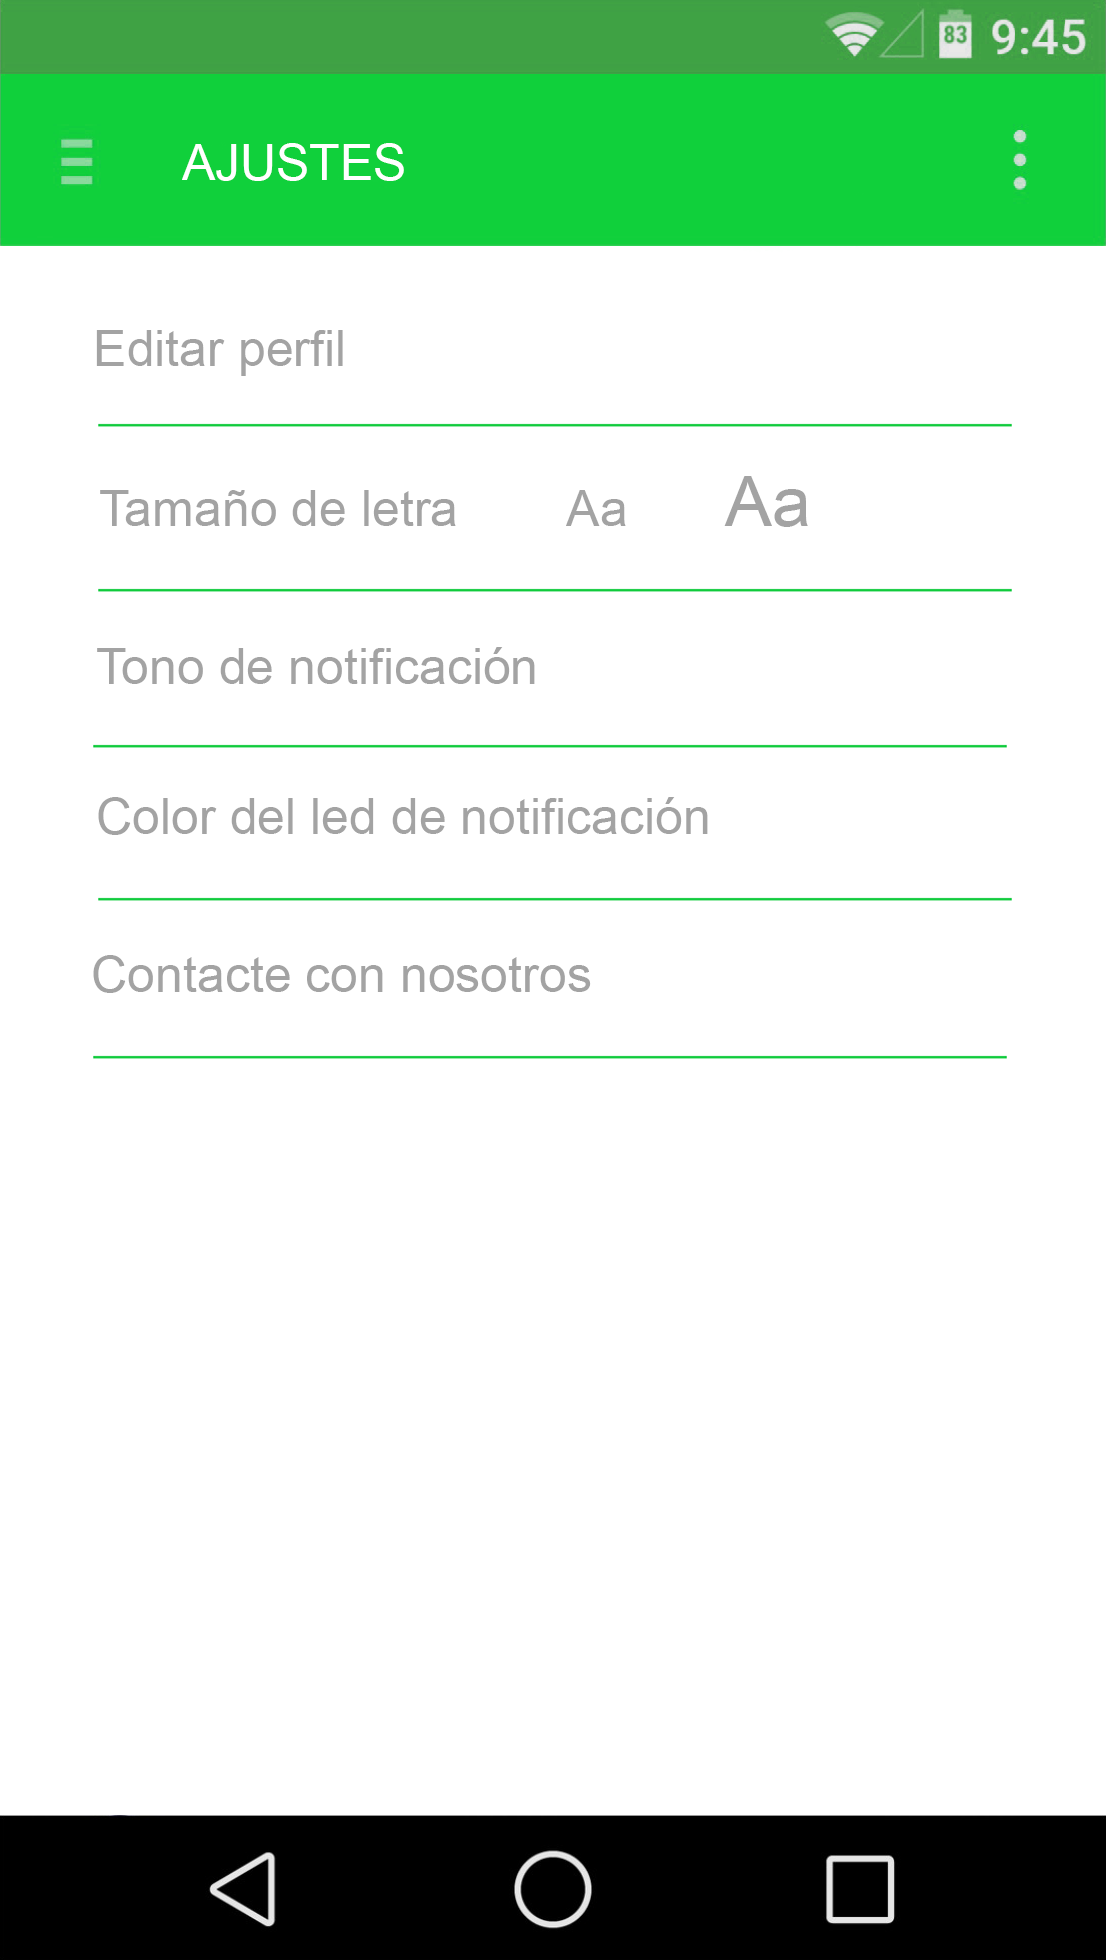 83 9:45
AJUSTES
Editar perfil
Tamaño de letra Aa Aa
Tono de notificación
Color del led de notificación
Contacte con nosotros